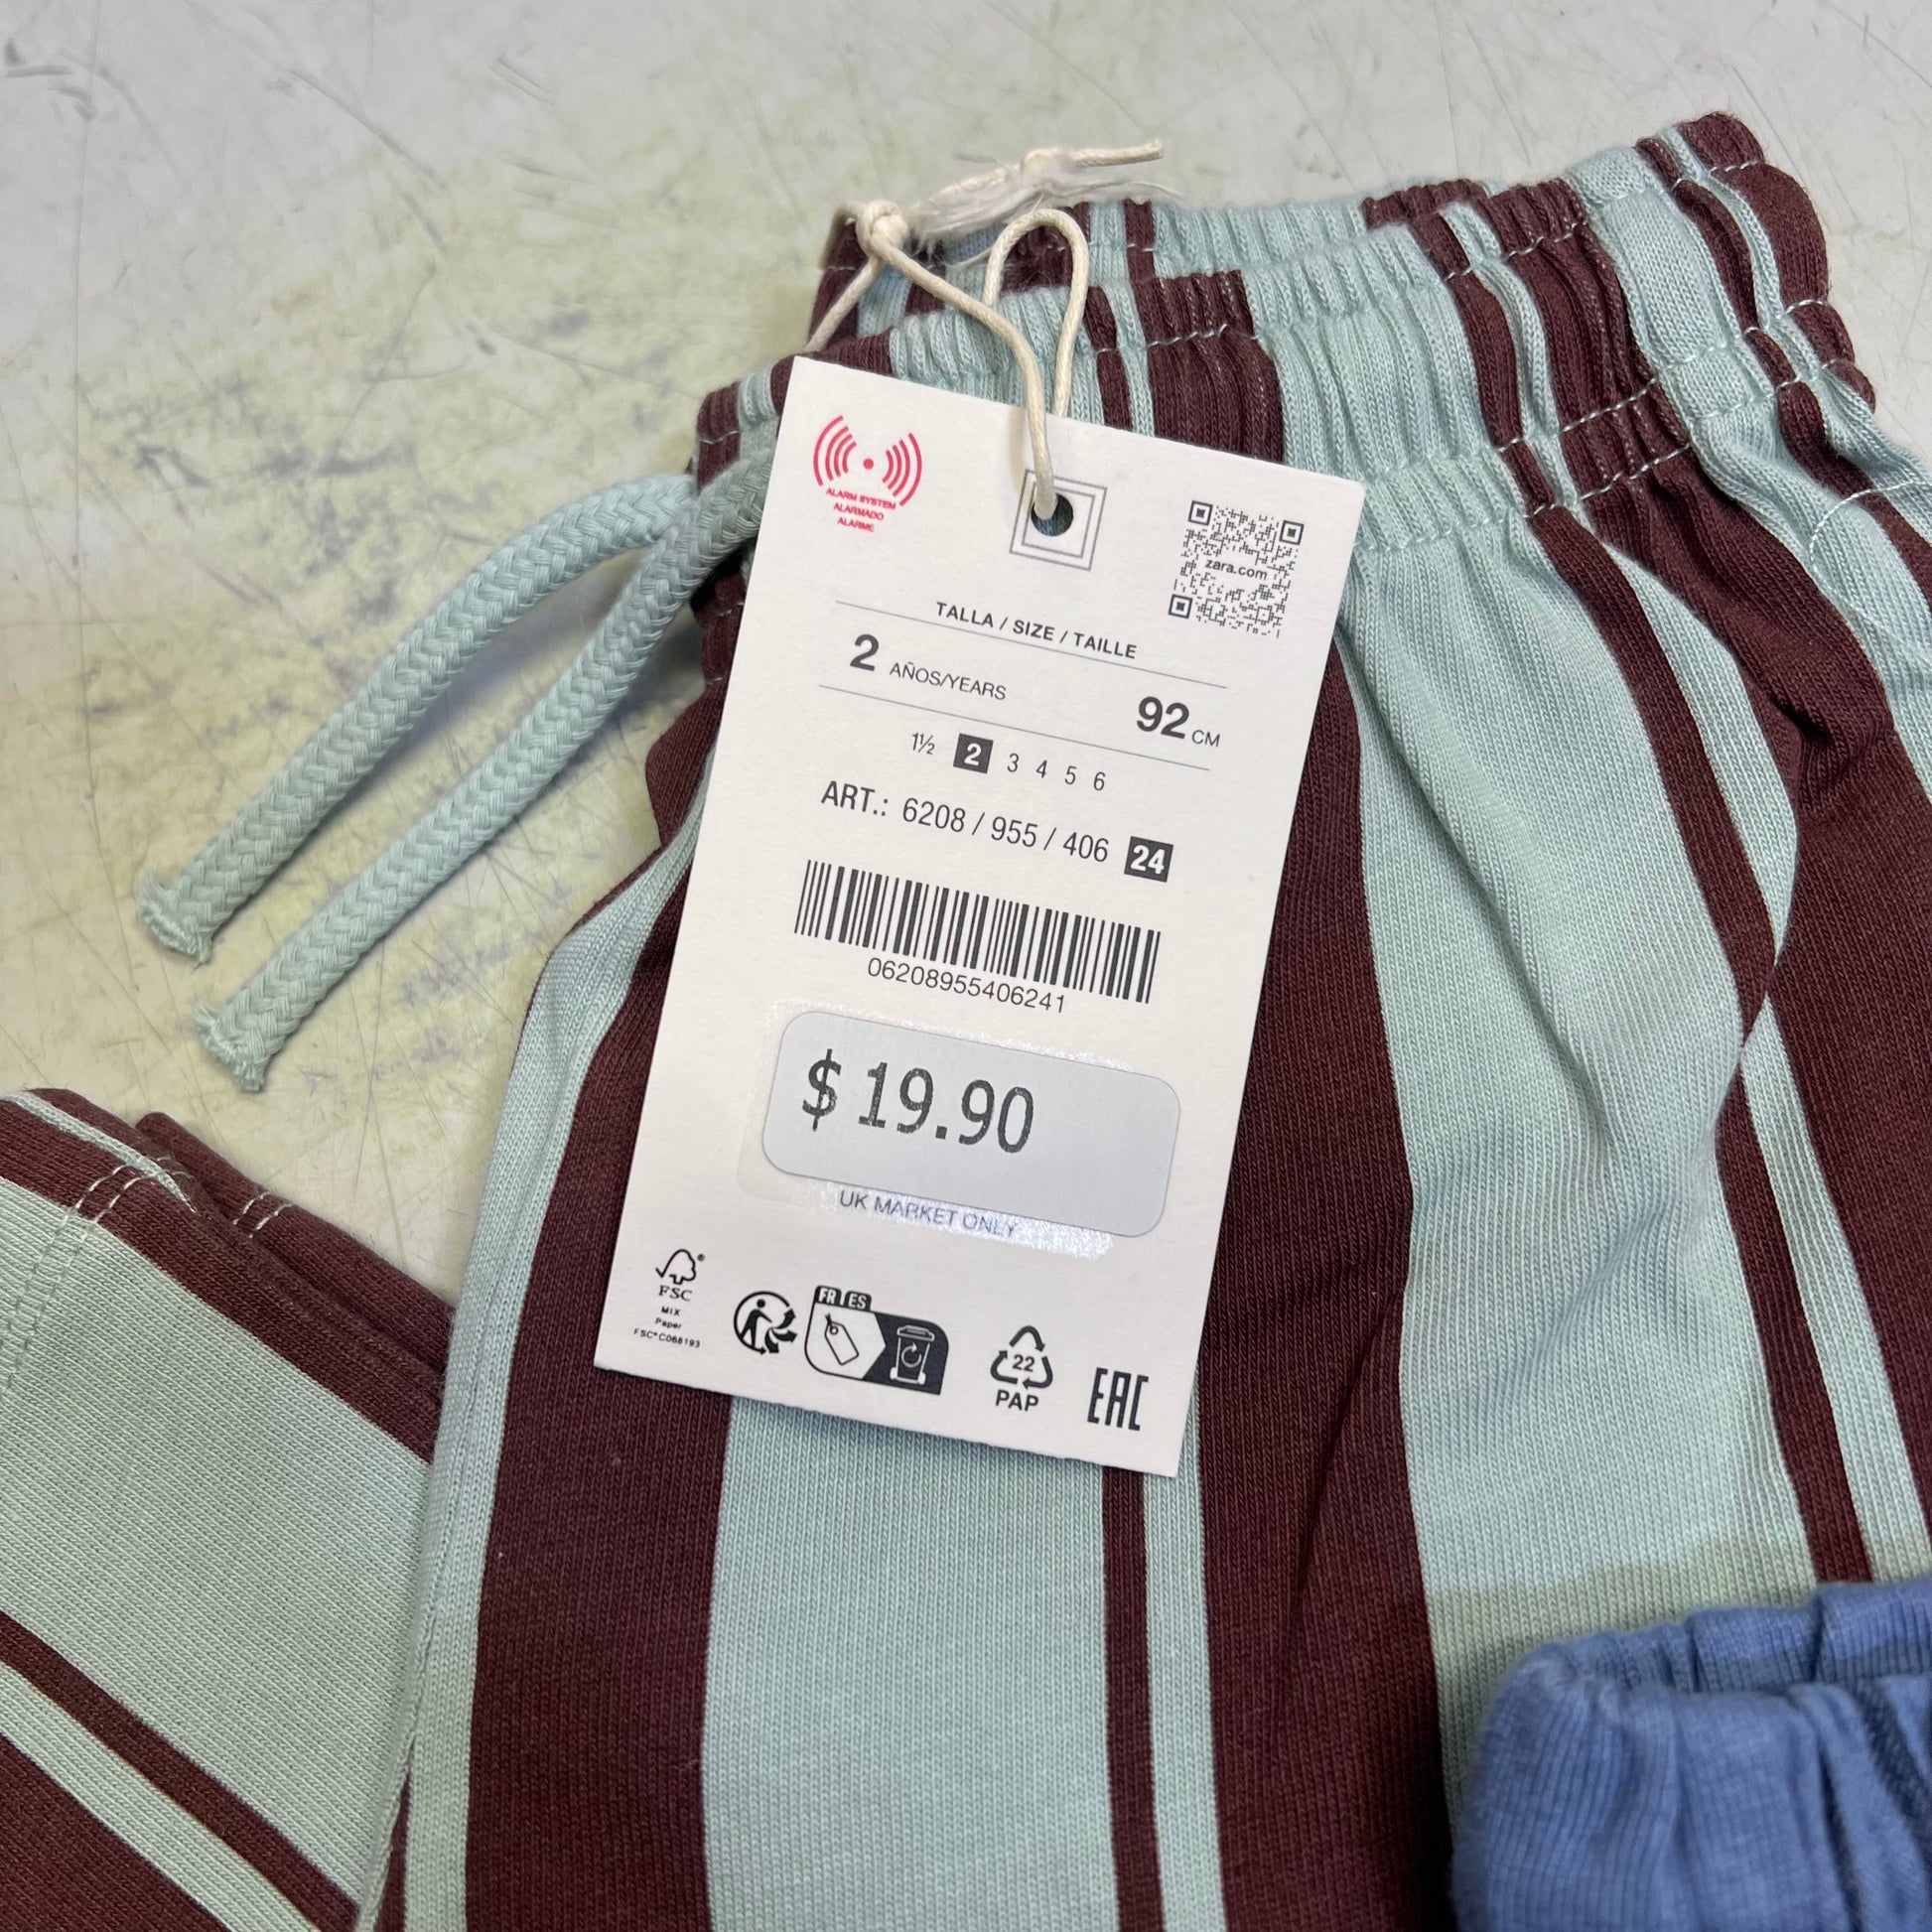 ALARM SYSTEM
ALARMADO
ALARME
zara.com
TALLA / SIZE / TAILLE
2 AÑOS/YEARS 92 CM
1½ 2 3 4 5 6
ART.: 6208 / 955 / 406 24
06208955406241
$ 19.90
UK MARKET ONLY
FSC®
MIX
Paper
FSC® C068193
FR ES
22
PAP
EAC